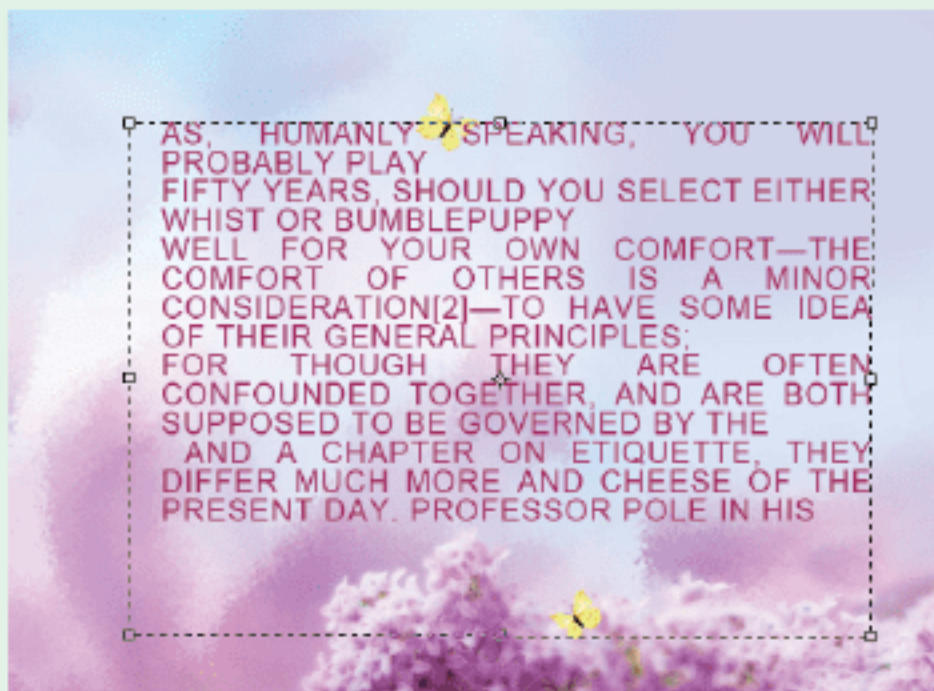 AS, HUMANLY SPEAKING, YOU WILL
PROBABLY PLAY
FIFTY YEARS, SHOULD YOU SELECT EITHER
WHIST OR BUMBLEPUPPY
WELL FOR YOUR OWN COMFORT—THE
COMFORT OF OTHERS IS A MINOR
CONSIDERATION[2]—TO HAVE SOME IDEA
OF THEIR GENERAL PRINCIPLES;
FOR THOUGH THEY ARE OFTEN
CONFOUNDED TOGETHER, AND ARE BOTH
SUPPOSED TO BE GOVERNED BY THE
AND A CHAPTER ON ETIQUETTE, THEY
DIFFER MUCH MORE AND CHEESE OF THE
PRESENT DAY. PROFESSOR POLE IN HIS